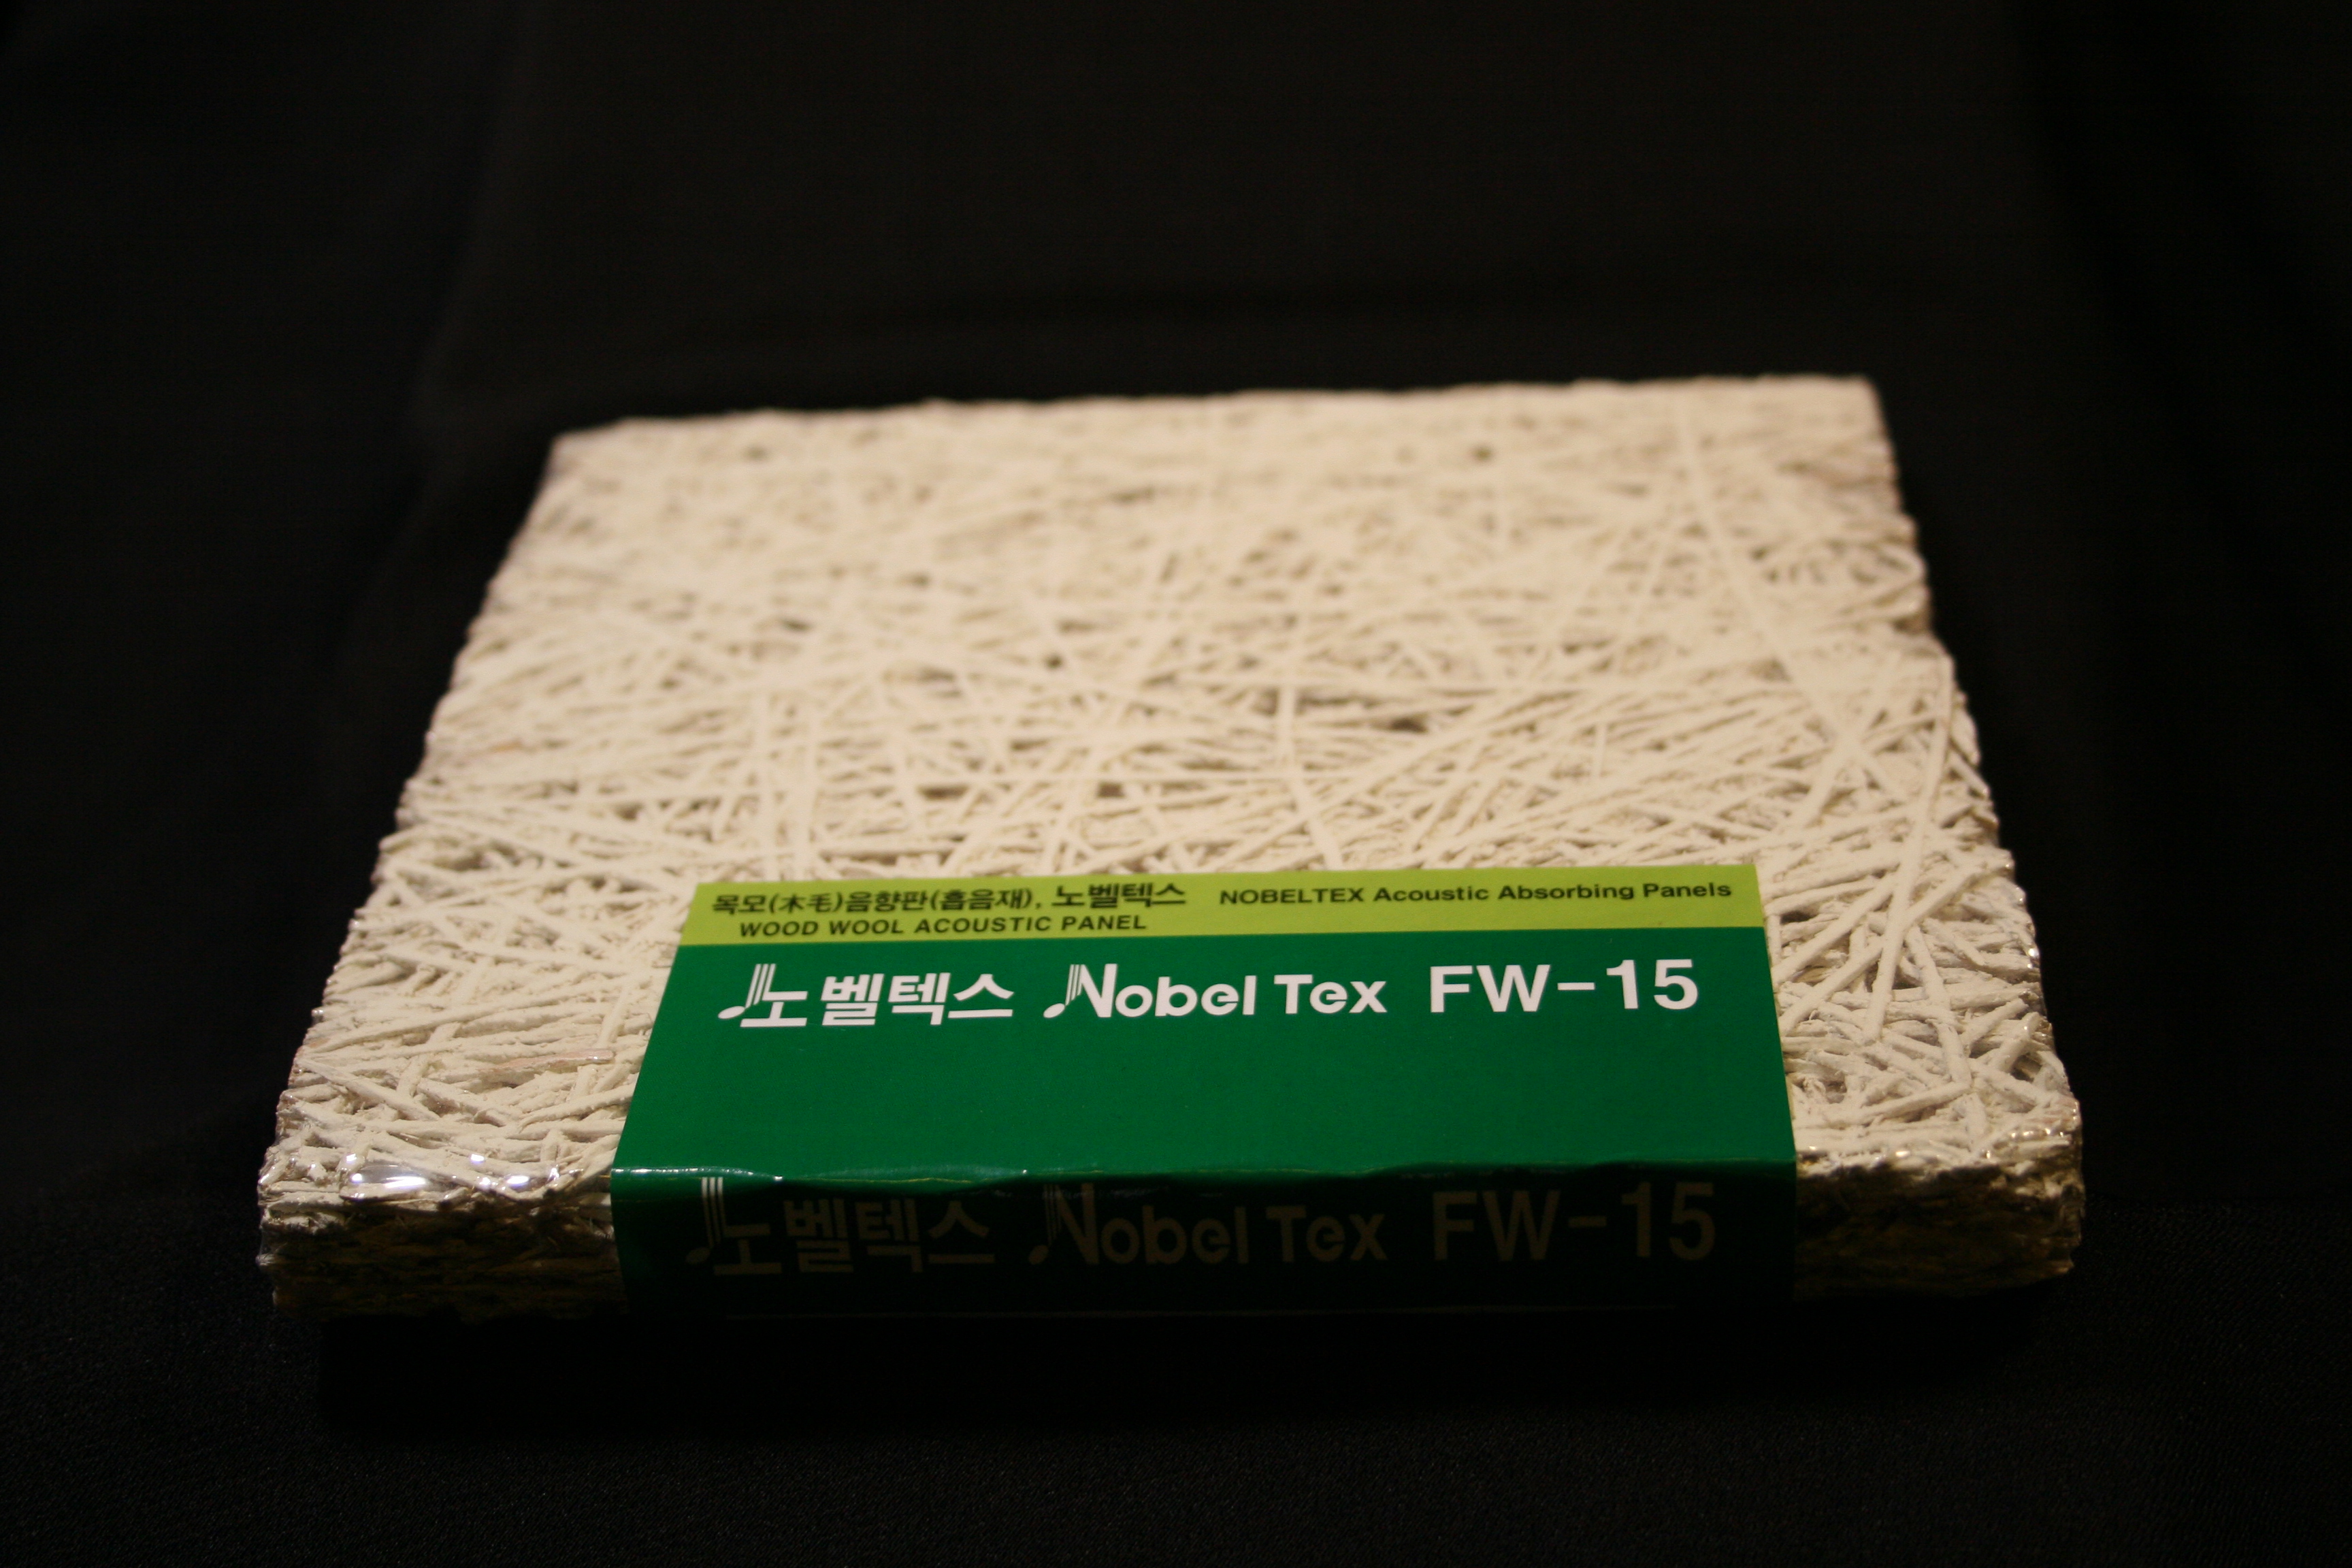 목모(木毛)음향판(흡음재), 노벨텍스 NOBELTEX Acoustic Absorbing Panels
WOOD WOOL ACOUSTIC PANEL
노벨텍스 Nobel Tex FW-15
노벨텍스 Nobel Tex FW-15